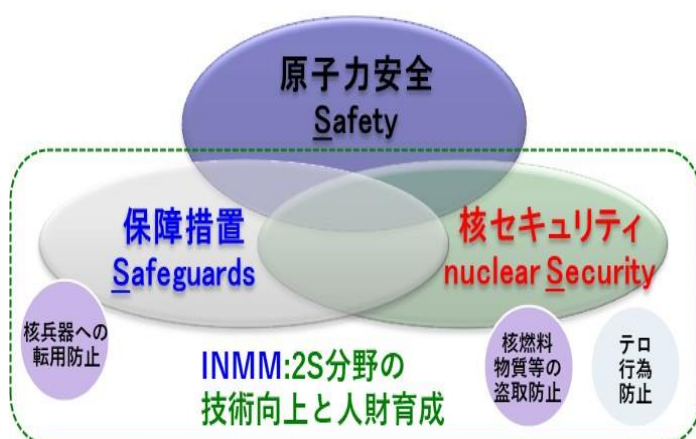 原子力安全
Safety
保障措置
Safeguards
核セキュリティ
nuclear Security
核兵器への
転用防止
INMM:2S分野の
技術向上と人財育成
核燃料
物質等の
盗取防止
テロ
行為
防止